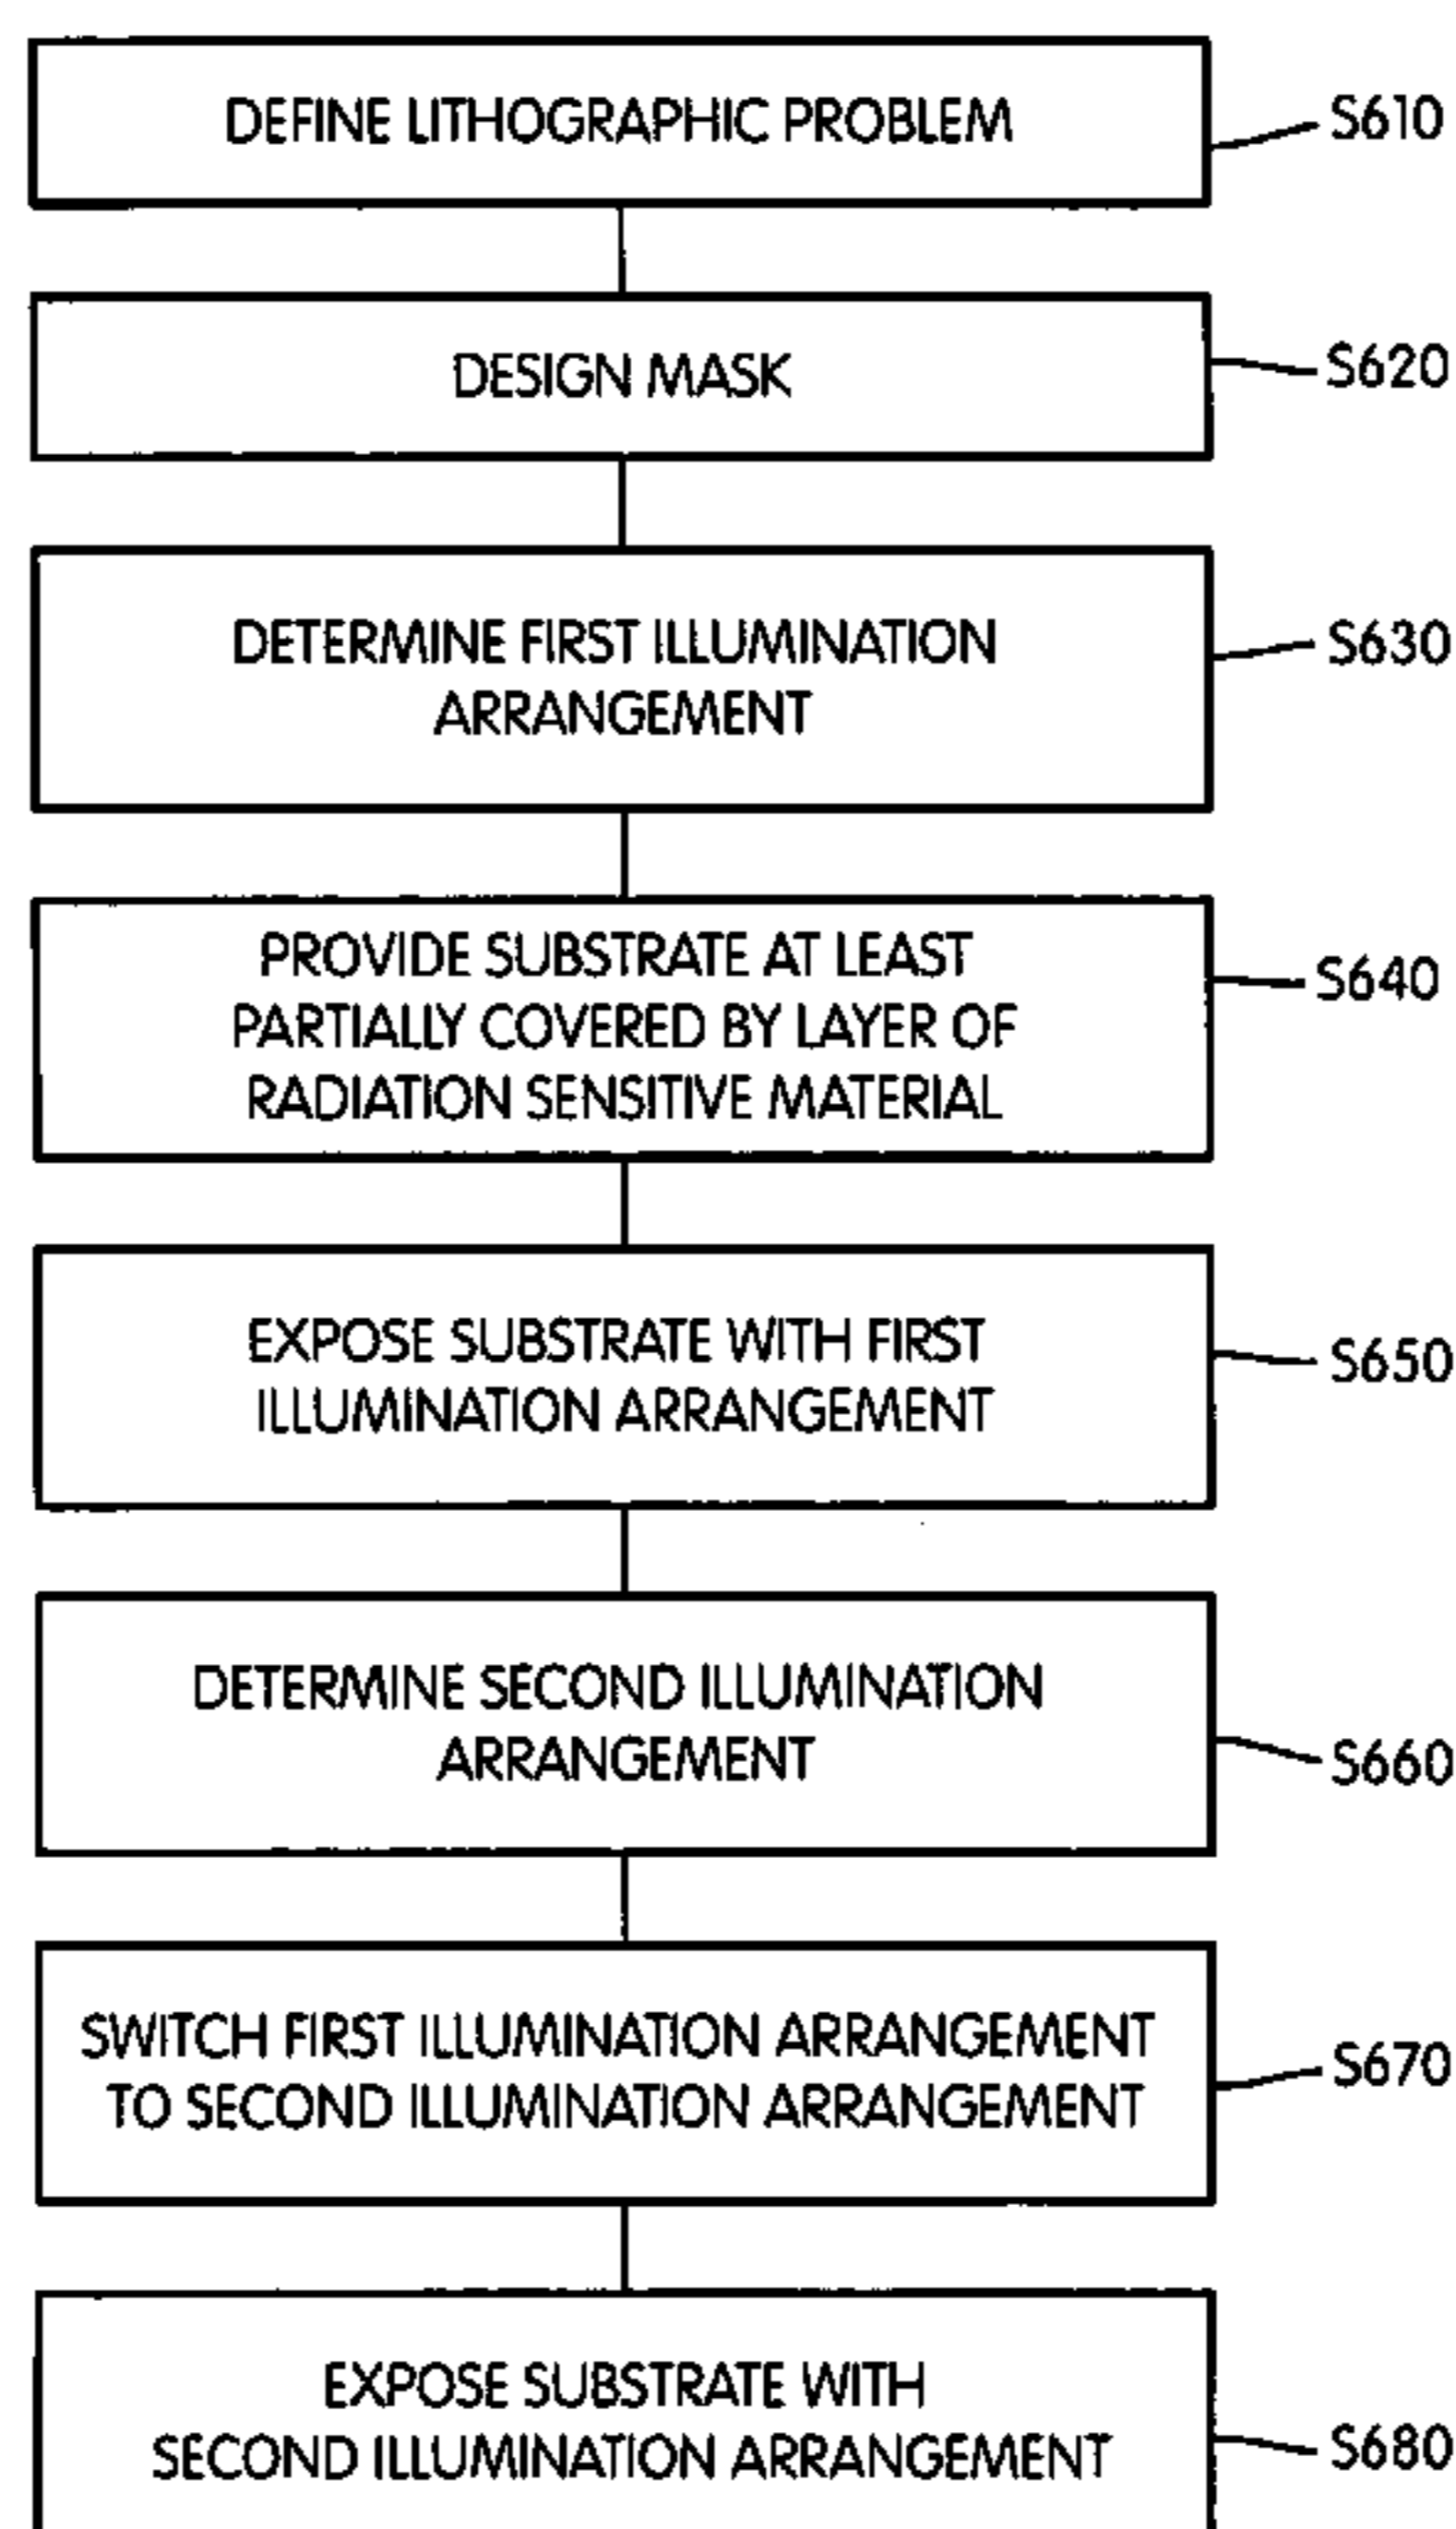 DEFINE LITHOGRAPHIC PROBLEM
S610
DESIGN MASK
S620
DETERMINE FIRST ILLUMINATION
ARRANGEMENT
S630
PROVIDE SUBSTRATE AT LEAST
PARTIALLY COVERED BY LAYER OF
RADIATION SENSITIVE MATERIAL
S640
EXPOSE SUBSTRATE WITH FIRST
ILLUMINATION ARRANGEMENT
S650
DETERMINE SECOND ILLUMINATION
ARRANGEMENT
S660
SWITCH FIRST ILLUMINATION ARRANGEMENT
TO SECOND ILLUMINATION ARRANGEMENT
S670
EXPOSE SUBSTRATE WITH
SECOND ILLUMINATION ARRANGEMENT
S680